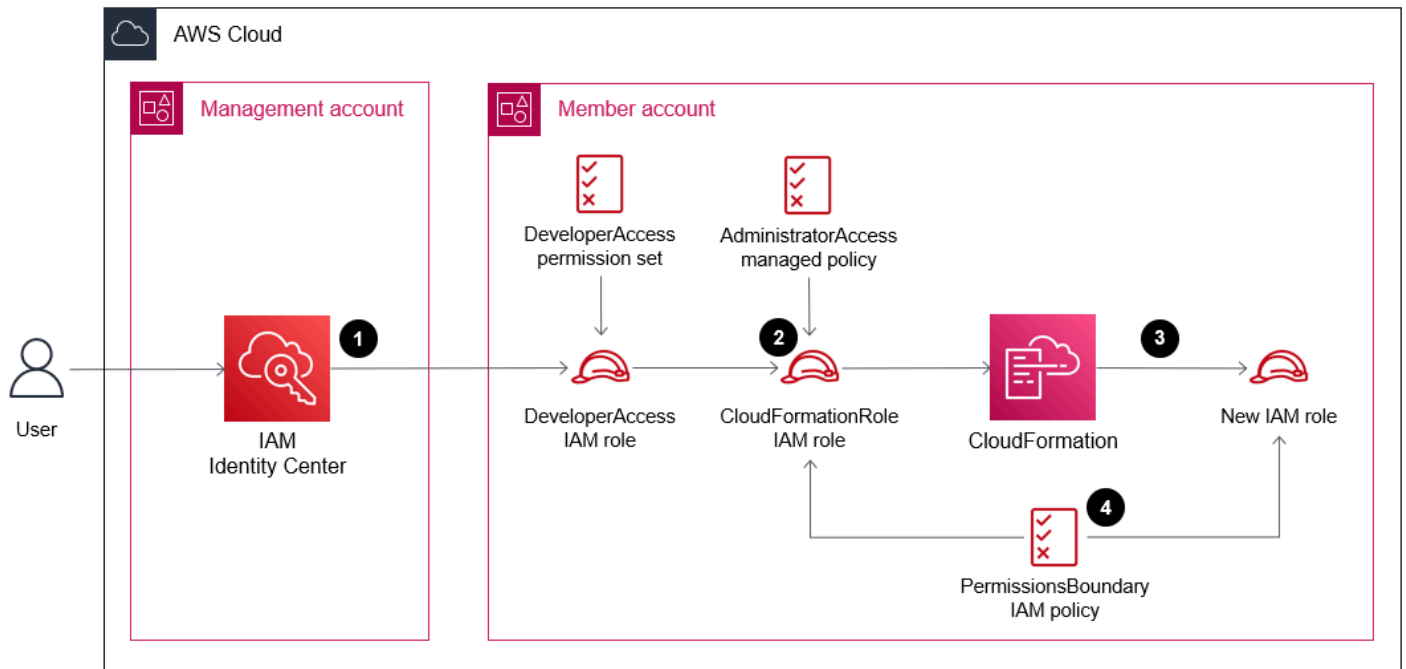 AWS Cloud
Management account
Member account
DeveloperAccess
permission set
AdministratorAccess
managed policy
1
2
3
User
IAM
Identity Center
DeveloperAccess
IAM role
CloudFormationRole
IAM role
CloudFormation
New IAM role
4
PermissionsBoundary
IAM policy